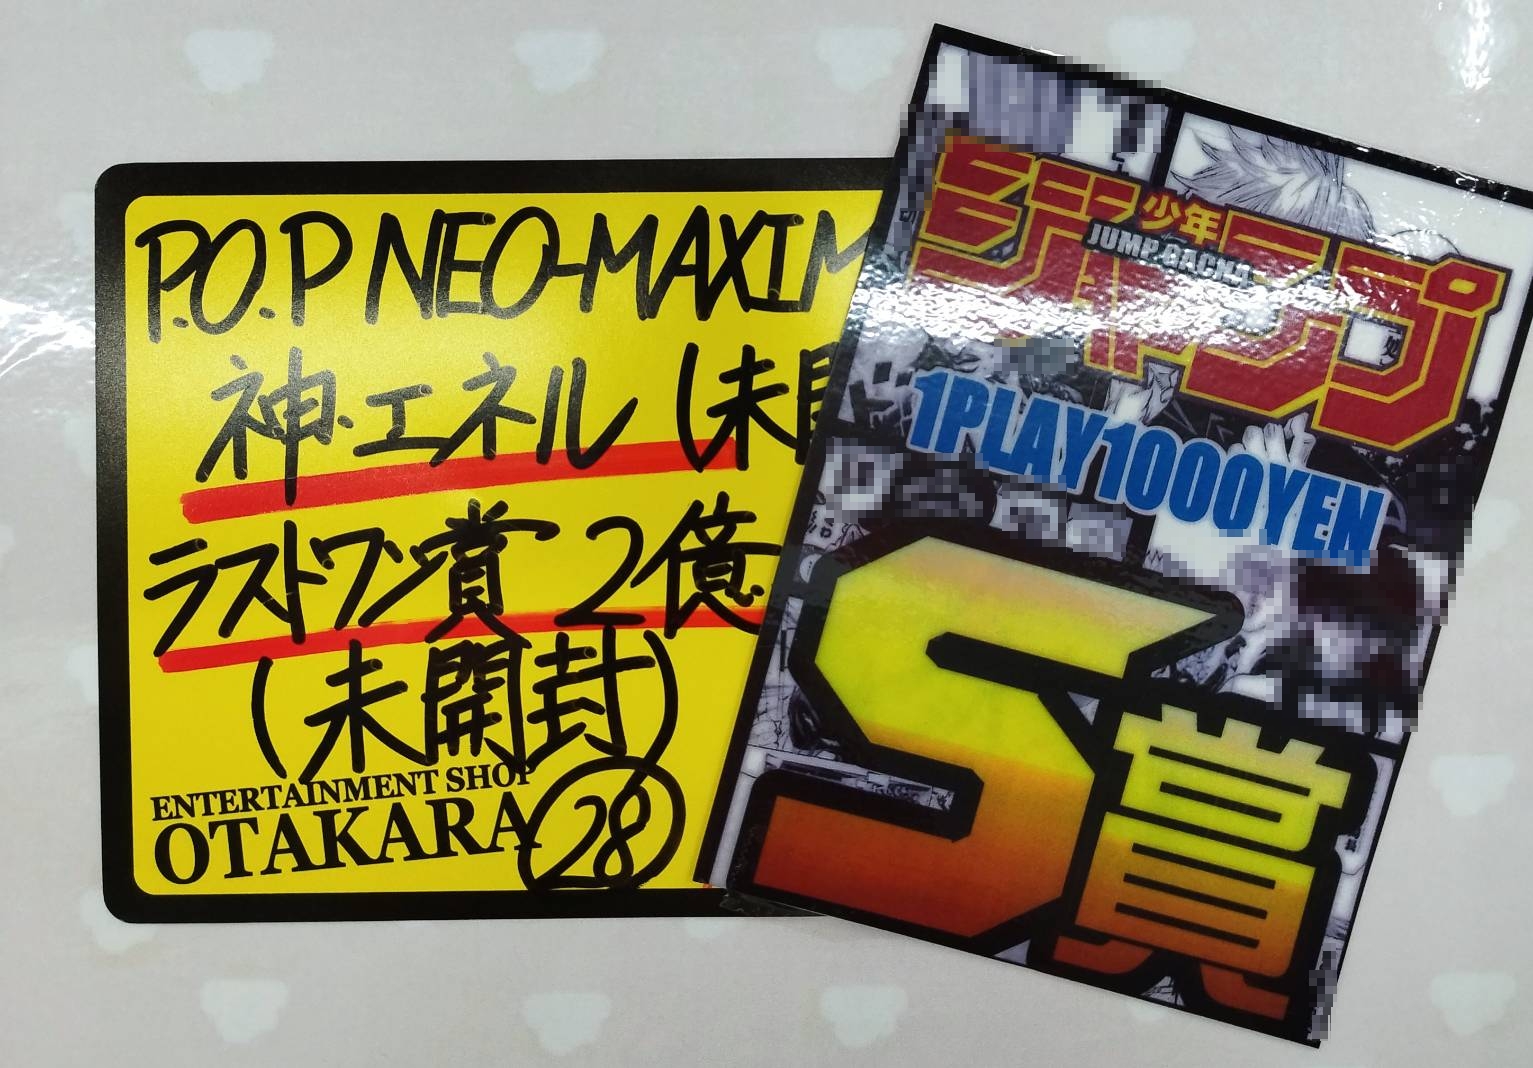 P.O.P NEO-MAXIM
神・エネル (未開
ラストワン賞 2億
(未開封)
ENTERTAINMENT SHOP
OTAKARA
28
少年
ジャンプ
JUMP GACHA
1PLAY1000YEN
S賞